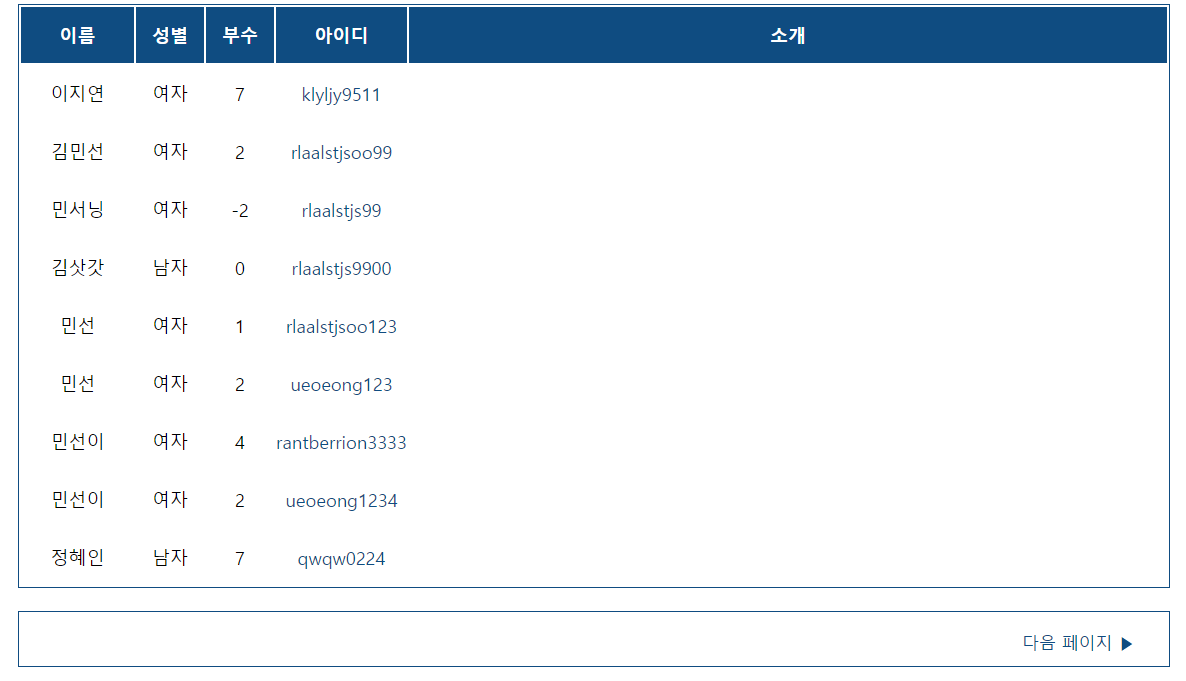 이름 성별 부수 아이디 소개
이지연 여자 7 klyljy9511
김민선 여자 2 rlaalstjsoo99
민서닝 여자 -2 rlaalstjs99
김삿갓 남자 0 rlaalstjs9900
민선 여자 1 rlaalstjsoo123
민선 여자 2 ueoeong123
민선이 여자 4 rantberrion3333
민선이 여자 2 ueoeong1234
정혜인 남자 7 qwqw0224
다음 페이지 ▶